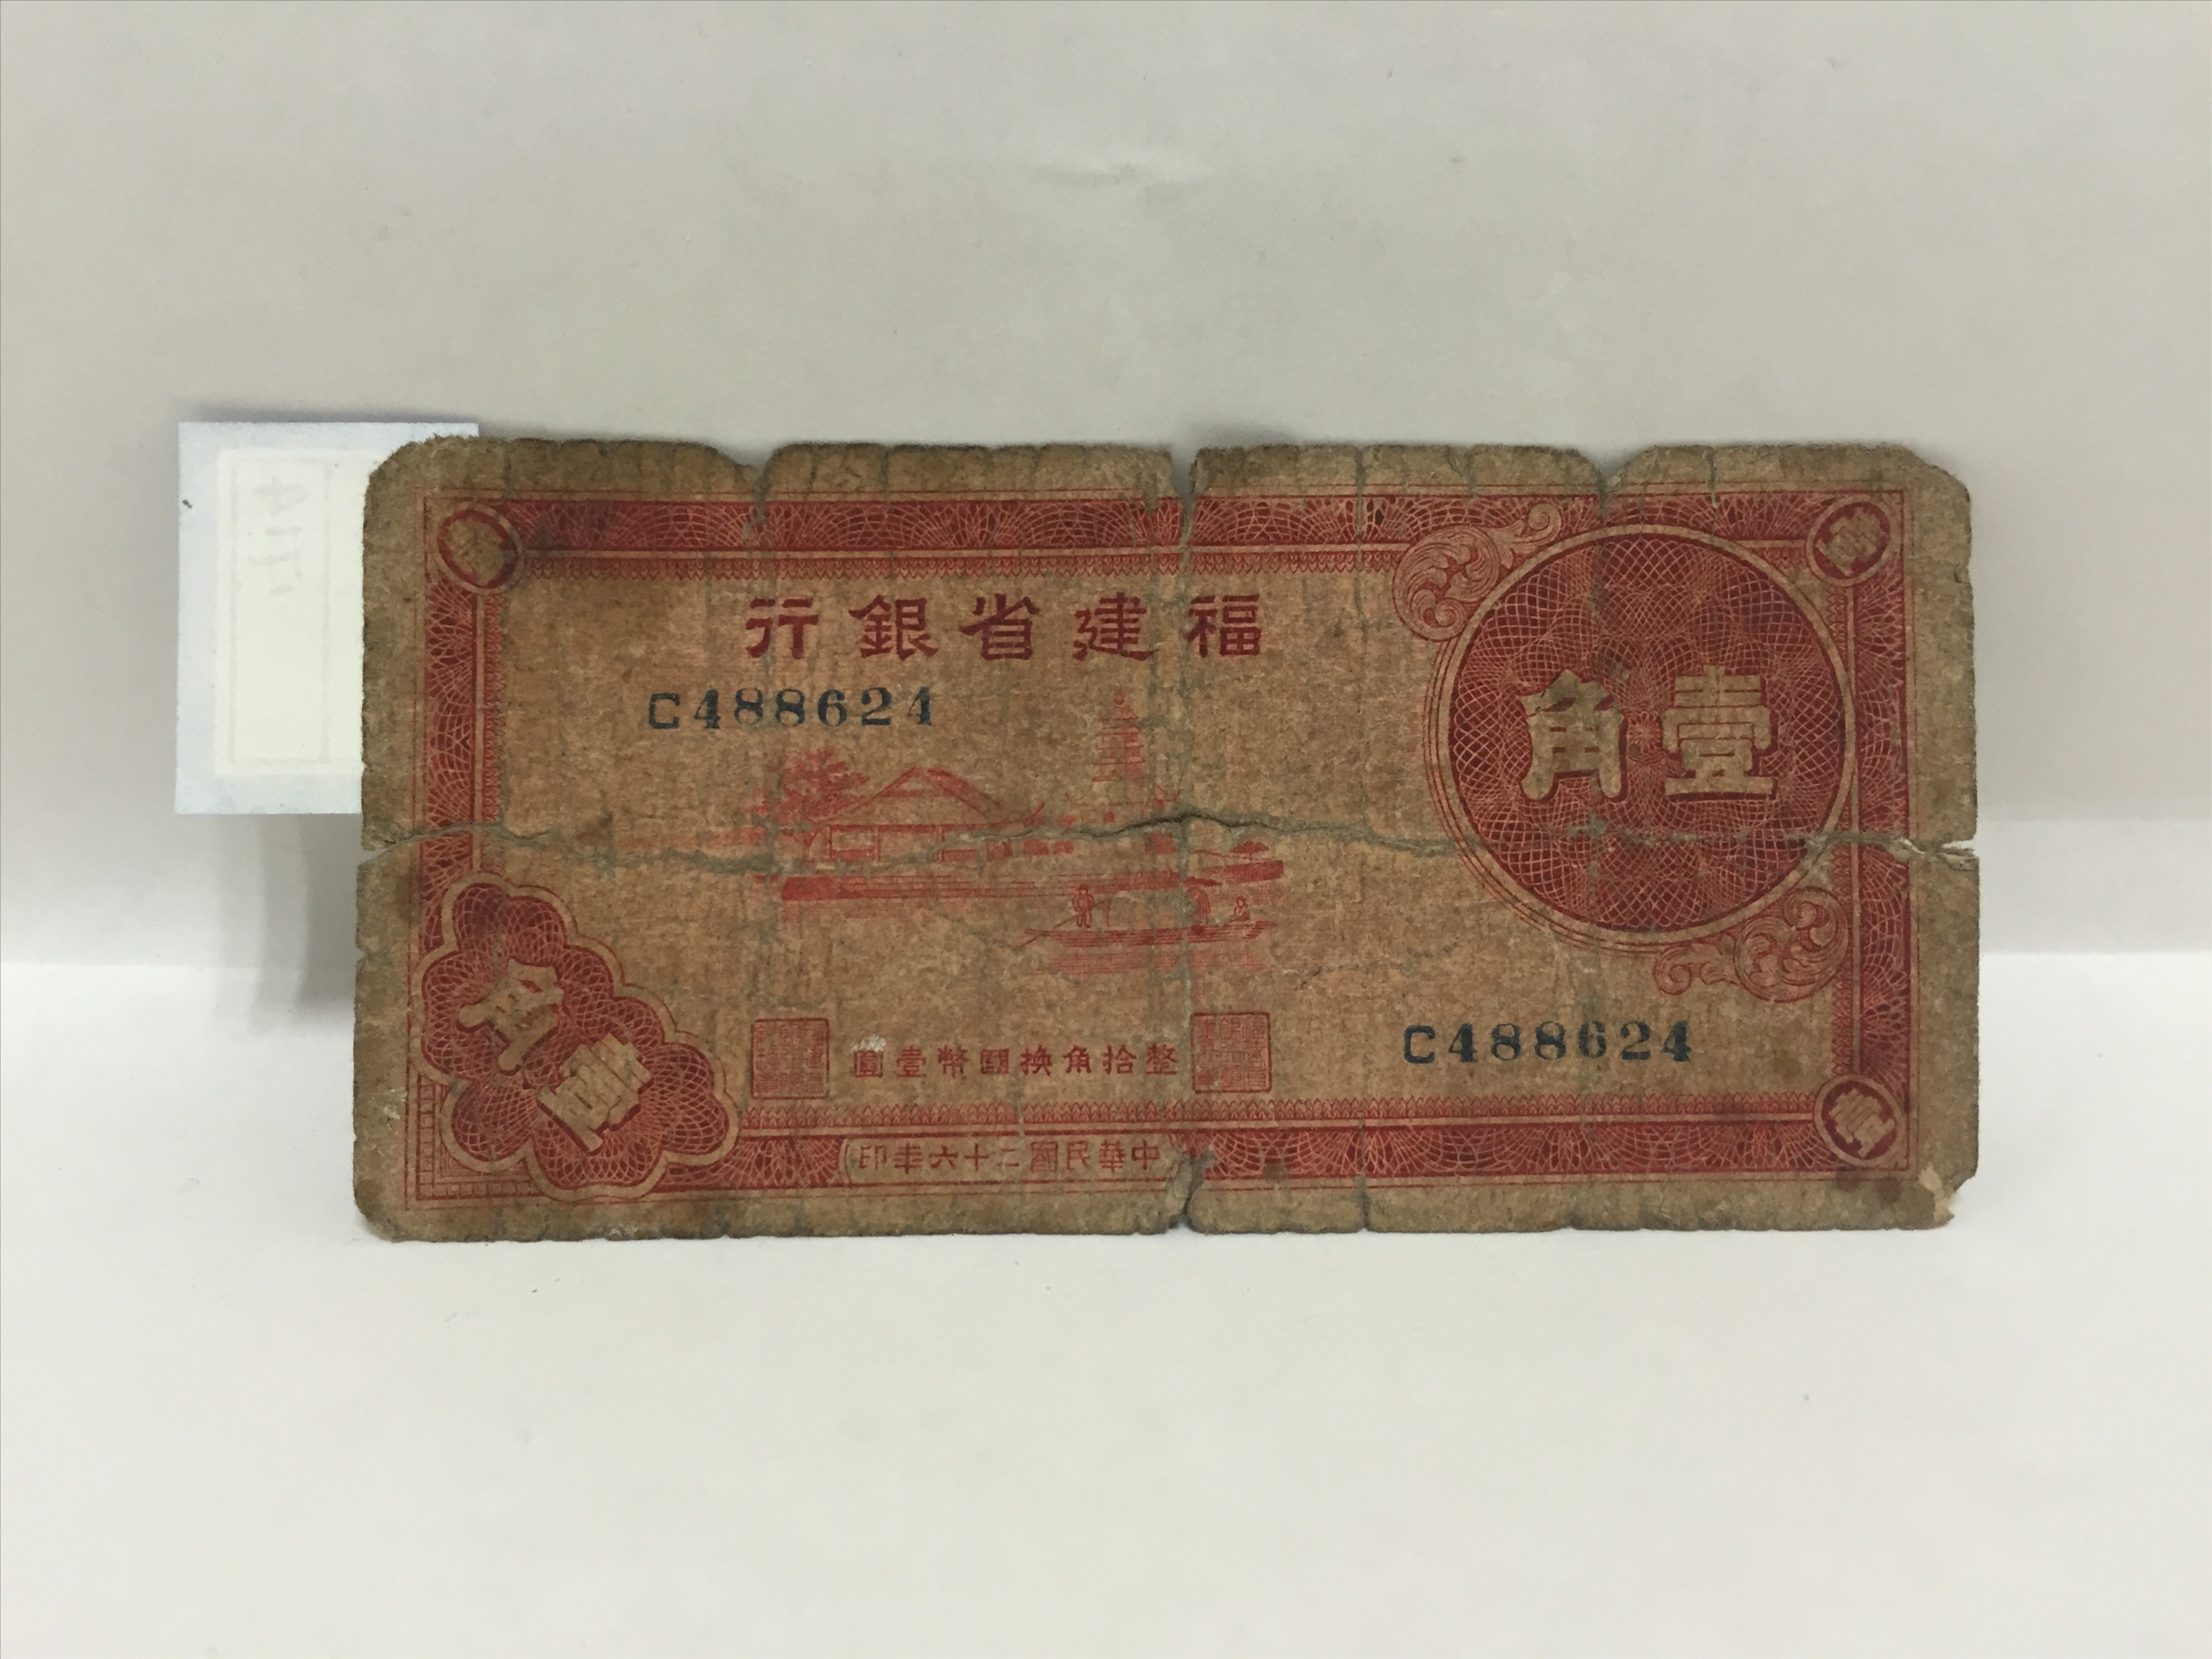 福建省銀行
C488624
壹角
整拾角換國幣壹圓
C488624
壹角
中華民國二十六年印
壹